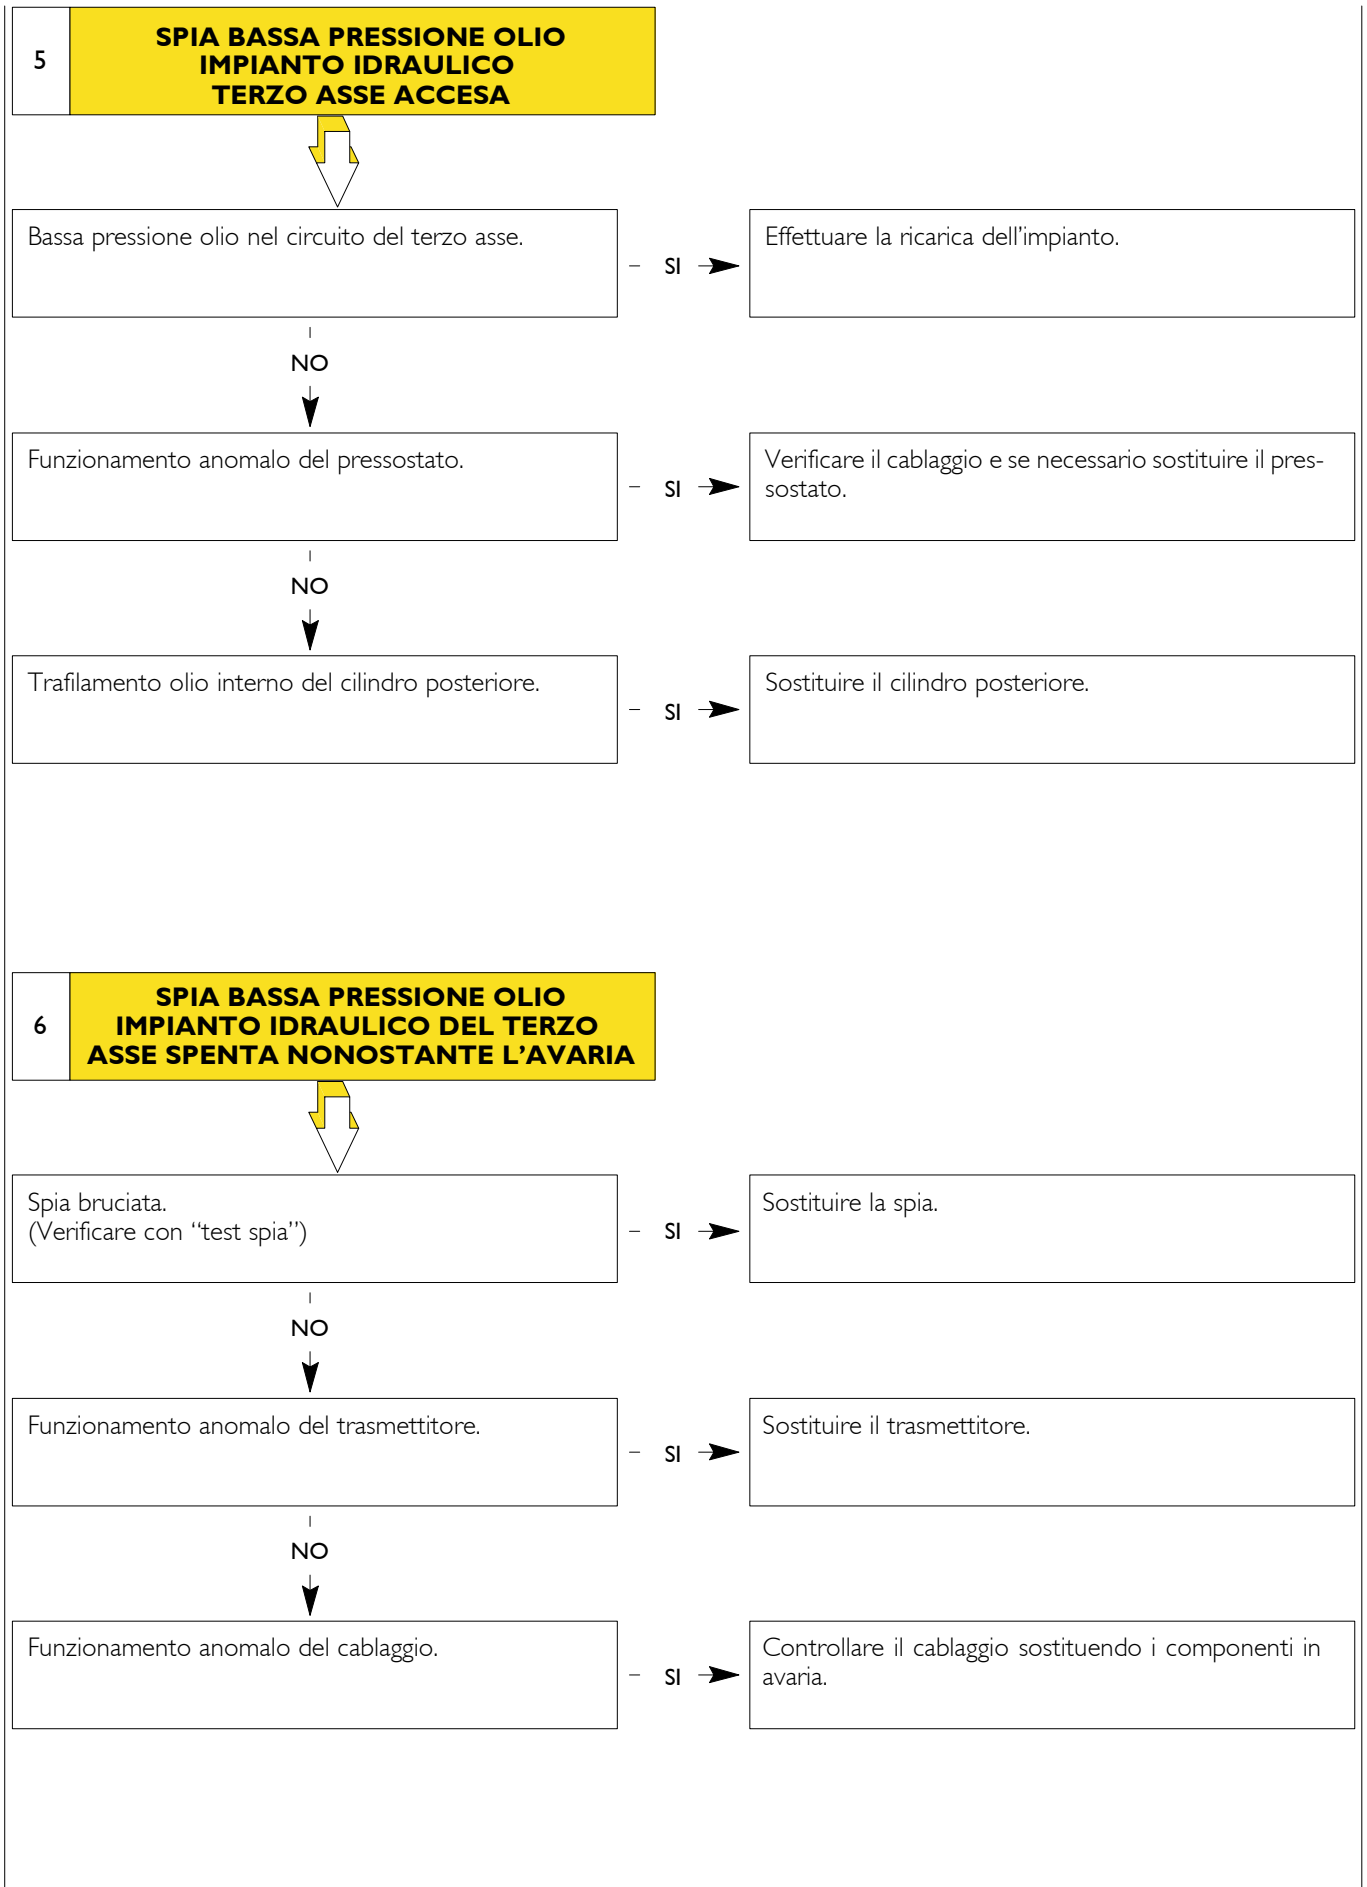 5
SPIA BASSA PRESSIONE OLIO
IMPIANTO IDRAULICO
TERZO ASSE ACCESA
Bassa pressione olio nel circuito del terzo asse.
SI
Effettuare la ricarica dell'impianto.
NO
Funzionamento anomalo del pressostato.
SI
Verificare il cablaggio e se necessario sostituire il pres-
sostato.
NO
Trafilamento olio interno del cilindro posteriore.
SI
Sostituire il cilindro posteriore.
6
SPIA BASSA PRESSIONE OLIO
IMPIANTO IDRAULICO DEL TERZO
ASSE SPENTA NONOSTANTE L'AVARIA
Spia bruciata.
(Verificare con “test spia”)
SI
Sostituire la spia.
NO
Funzionamento anomalo del trasmettitore.
SI
Sostituire il trasmettitore.
NO
Funzionamento anomalo del cablaggio.
SI
Controllare il cablaggio sostituendo i componenti in
avaria.